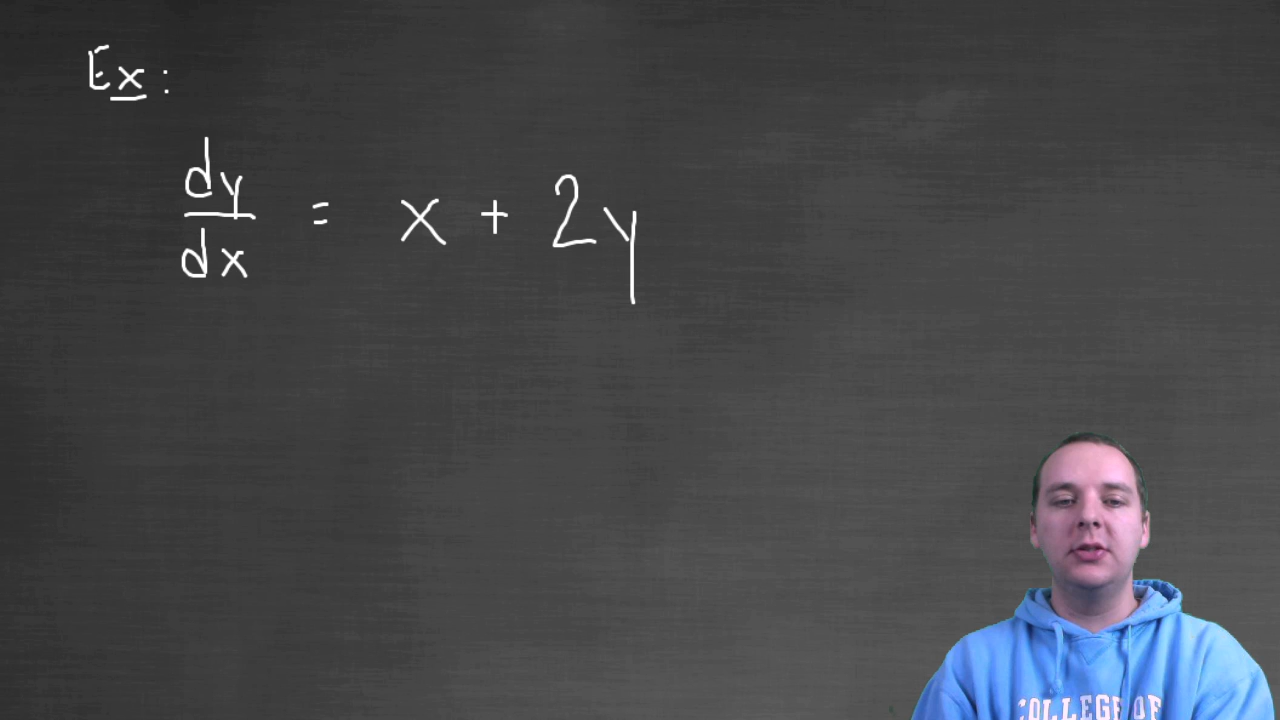 Ex:
dy/dx = x + 2y
COLLEGE OF